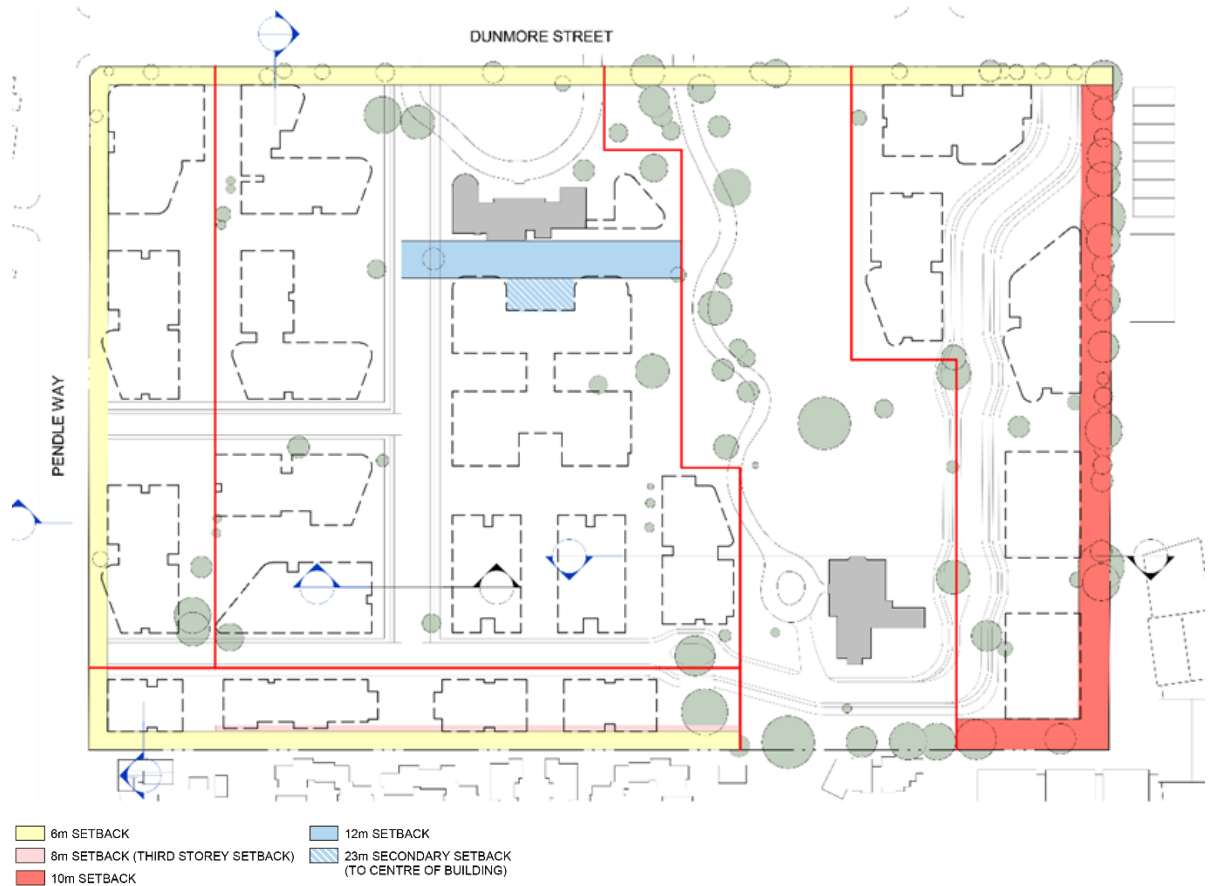 DUNMORE STREET
PENDLE WAY
6m SETBACK
8m SETBACK (THIRD STOREY SETBACK)
10m SETBACK
12m SETBACK
23m SECONDARY SETBACK
(TO CENTRE OF BUILDING)